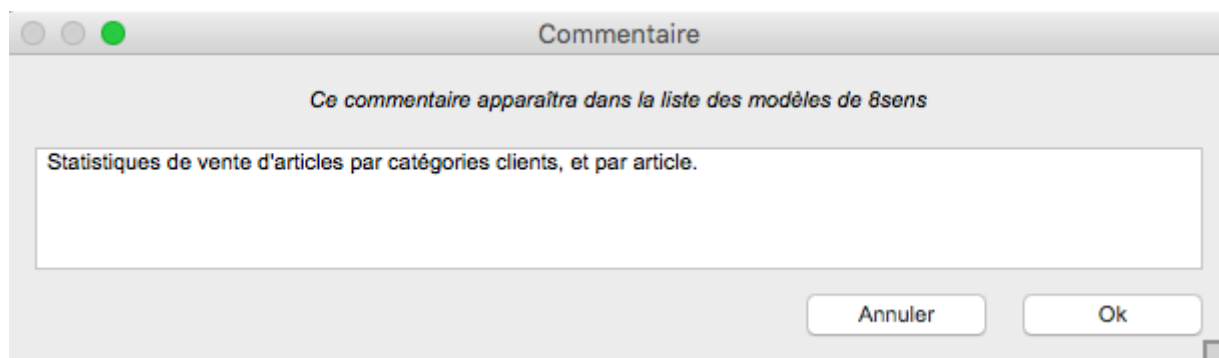 Commentaire
Ce commentaire apparaîtra dans la liste des modèles de 8sens
Statistiques de vente d'articles par catégories clients, et par article.
Annuler Ok